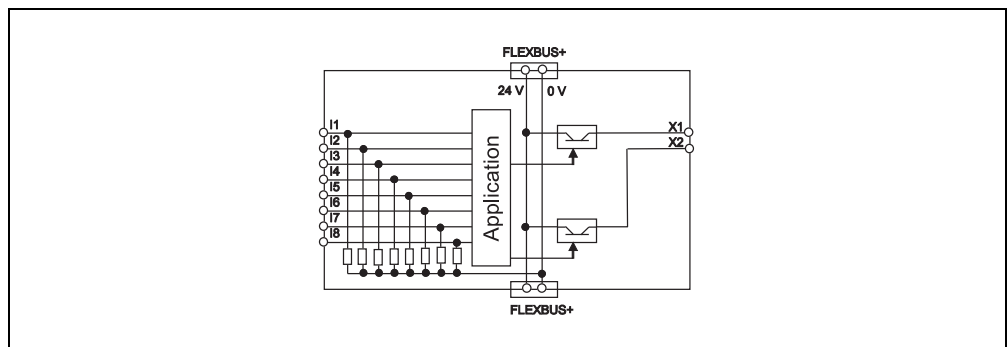 FLEXBUS+
24 V 0 V
I1
I2
I3
I4
I5
I6
I7
I8
Application
X1
X2
FLEXBUS+